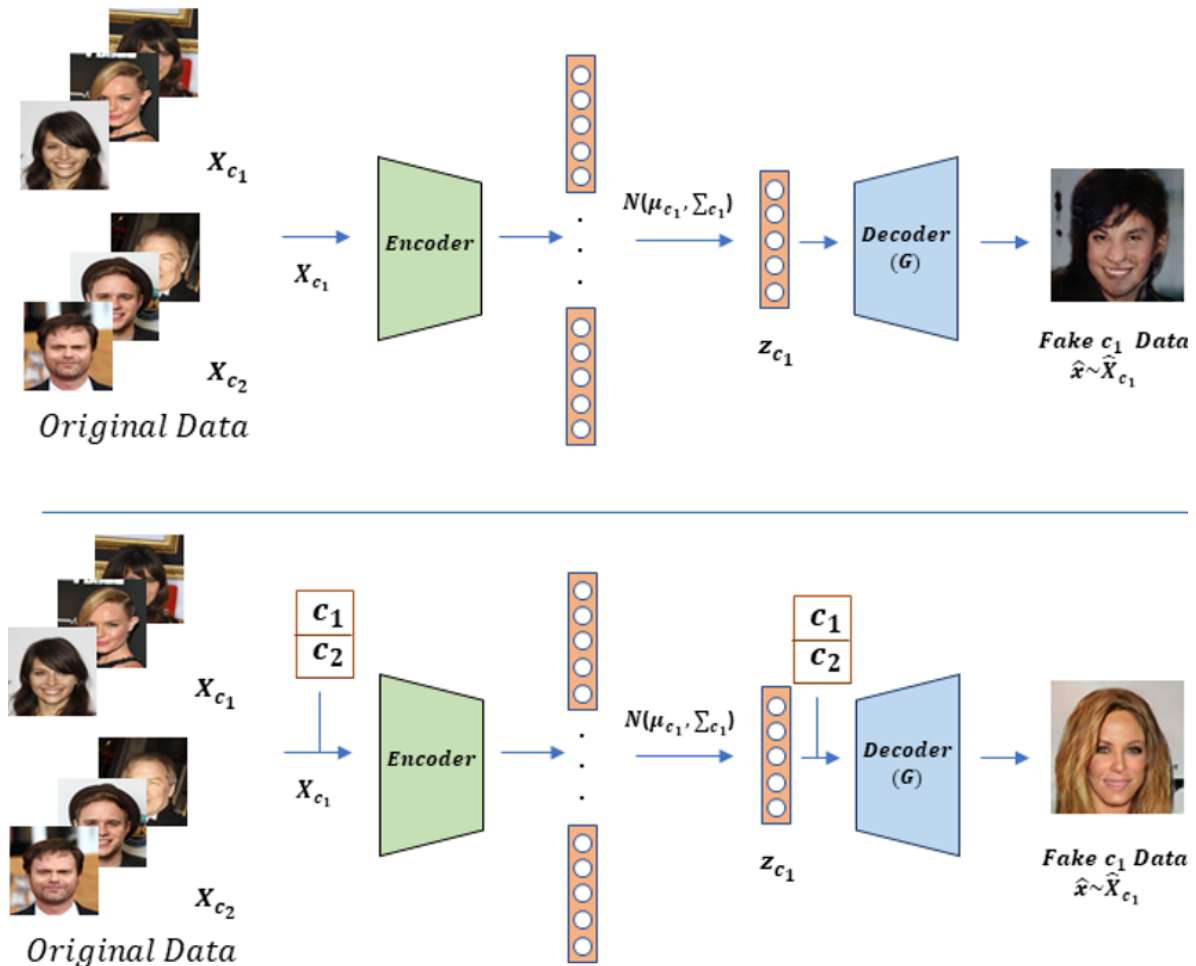 X_{c_1}
X_{c_2}
Original Data
X_{c_1}
Encoder
.
.
.
N(μ_{c_1}, ∑_{c_1})
z_{c_1}
Decoder
(G)
Fake c_1 Data
x̂~X̂_{c_1}
X_{c_1}
X_{c_2}
Original Data
c_1
c_2
X_{c_1}
Encoder
.
.
.
N(μ_{c_1}, ∑_{c_1})
z_{c_1}
c_1
c_2
Decoder
(G)
Fake c_1 Data
x̂~X̂_{c_1}